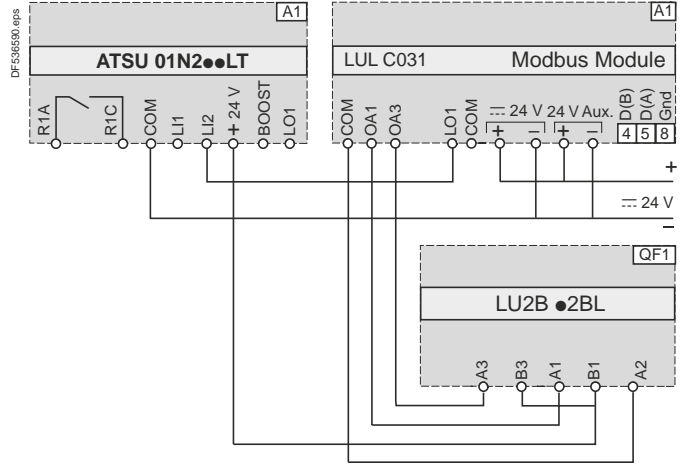 DF536590.eps
A1
ATSU 01N2●●LT
R1A
R1C
COM
LI1
LI2
+ 24 V
BOOST
LO1
A1
LUL C031 Modbus Module
COM
OA1
OA3
LO1
COM
⎓ 24 V 24 V Aux.
+ – + –
D(B)
D(A)
Gnd
4 5 8
+
⎓ 24 V
–
QF1
LU2B ●2BL
A3
B3
A1
B1
A2